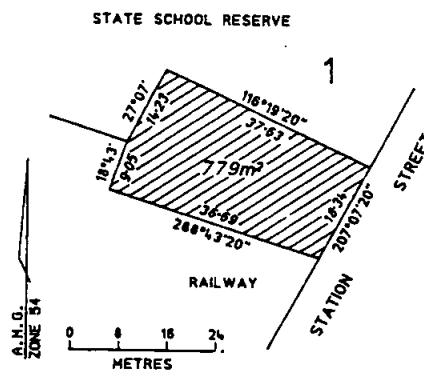 STATE SCHOOL RESERVE
1
116°19'20"
37·63
27°07'
14·23
18°43'
9·05
779m²
18·34
207°07'20"
36·69
288°43'20"
STREET
STATION
RAILWAY
A.M.G.
ZONE 54
0 8 16 24
METRES